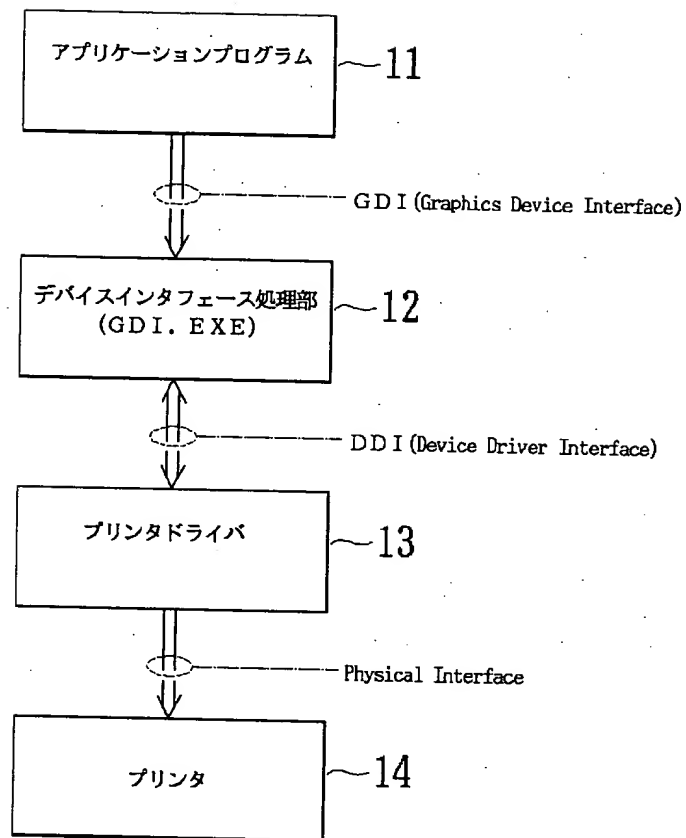 アプリケーションプログラム
11
GDI(Graphics Device Interface)
デバイスインタフェース処理部
(GDI. EXE)
12
DDI(Device Driver Interface)
プリンタドライバ
13
Physical Interface
プリンタ
14